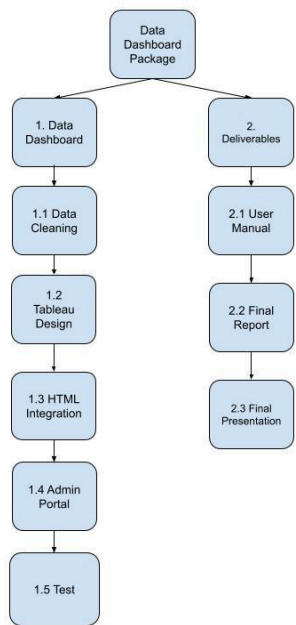 Data
Dashboard
Package
1. Data
Dashboard
2.
Deliverables
1.1 Data
Cleaning
2.1 User
Manual
1.2
Tableau
Design
2.2 Final
Report
1.3 HTML
Integration
2.3 Final
Presentation
1.4 Admin
Portal
1.5 Test